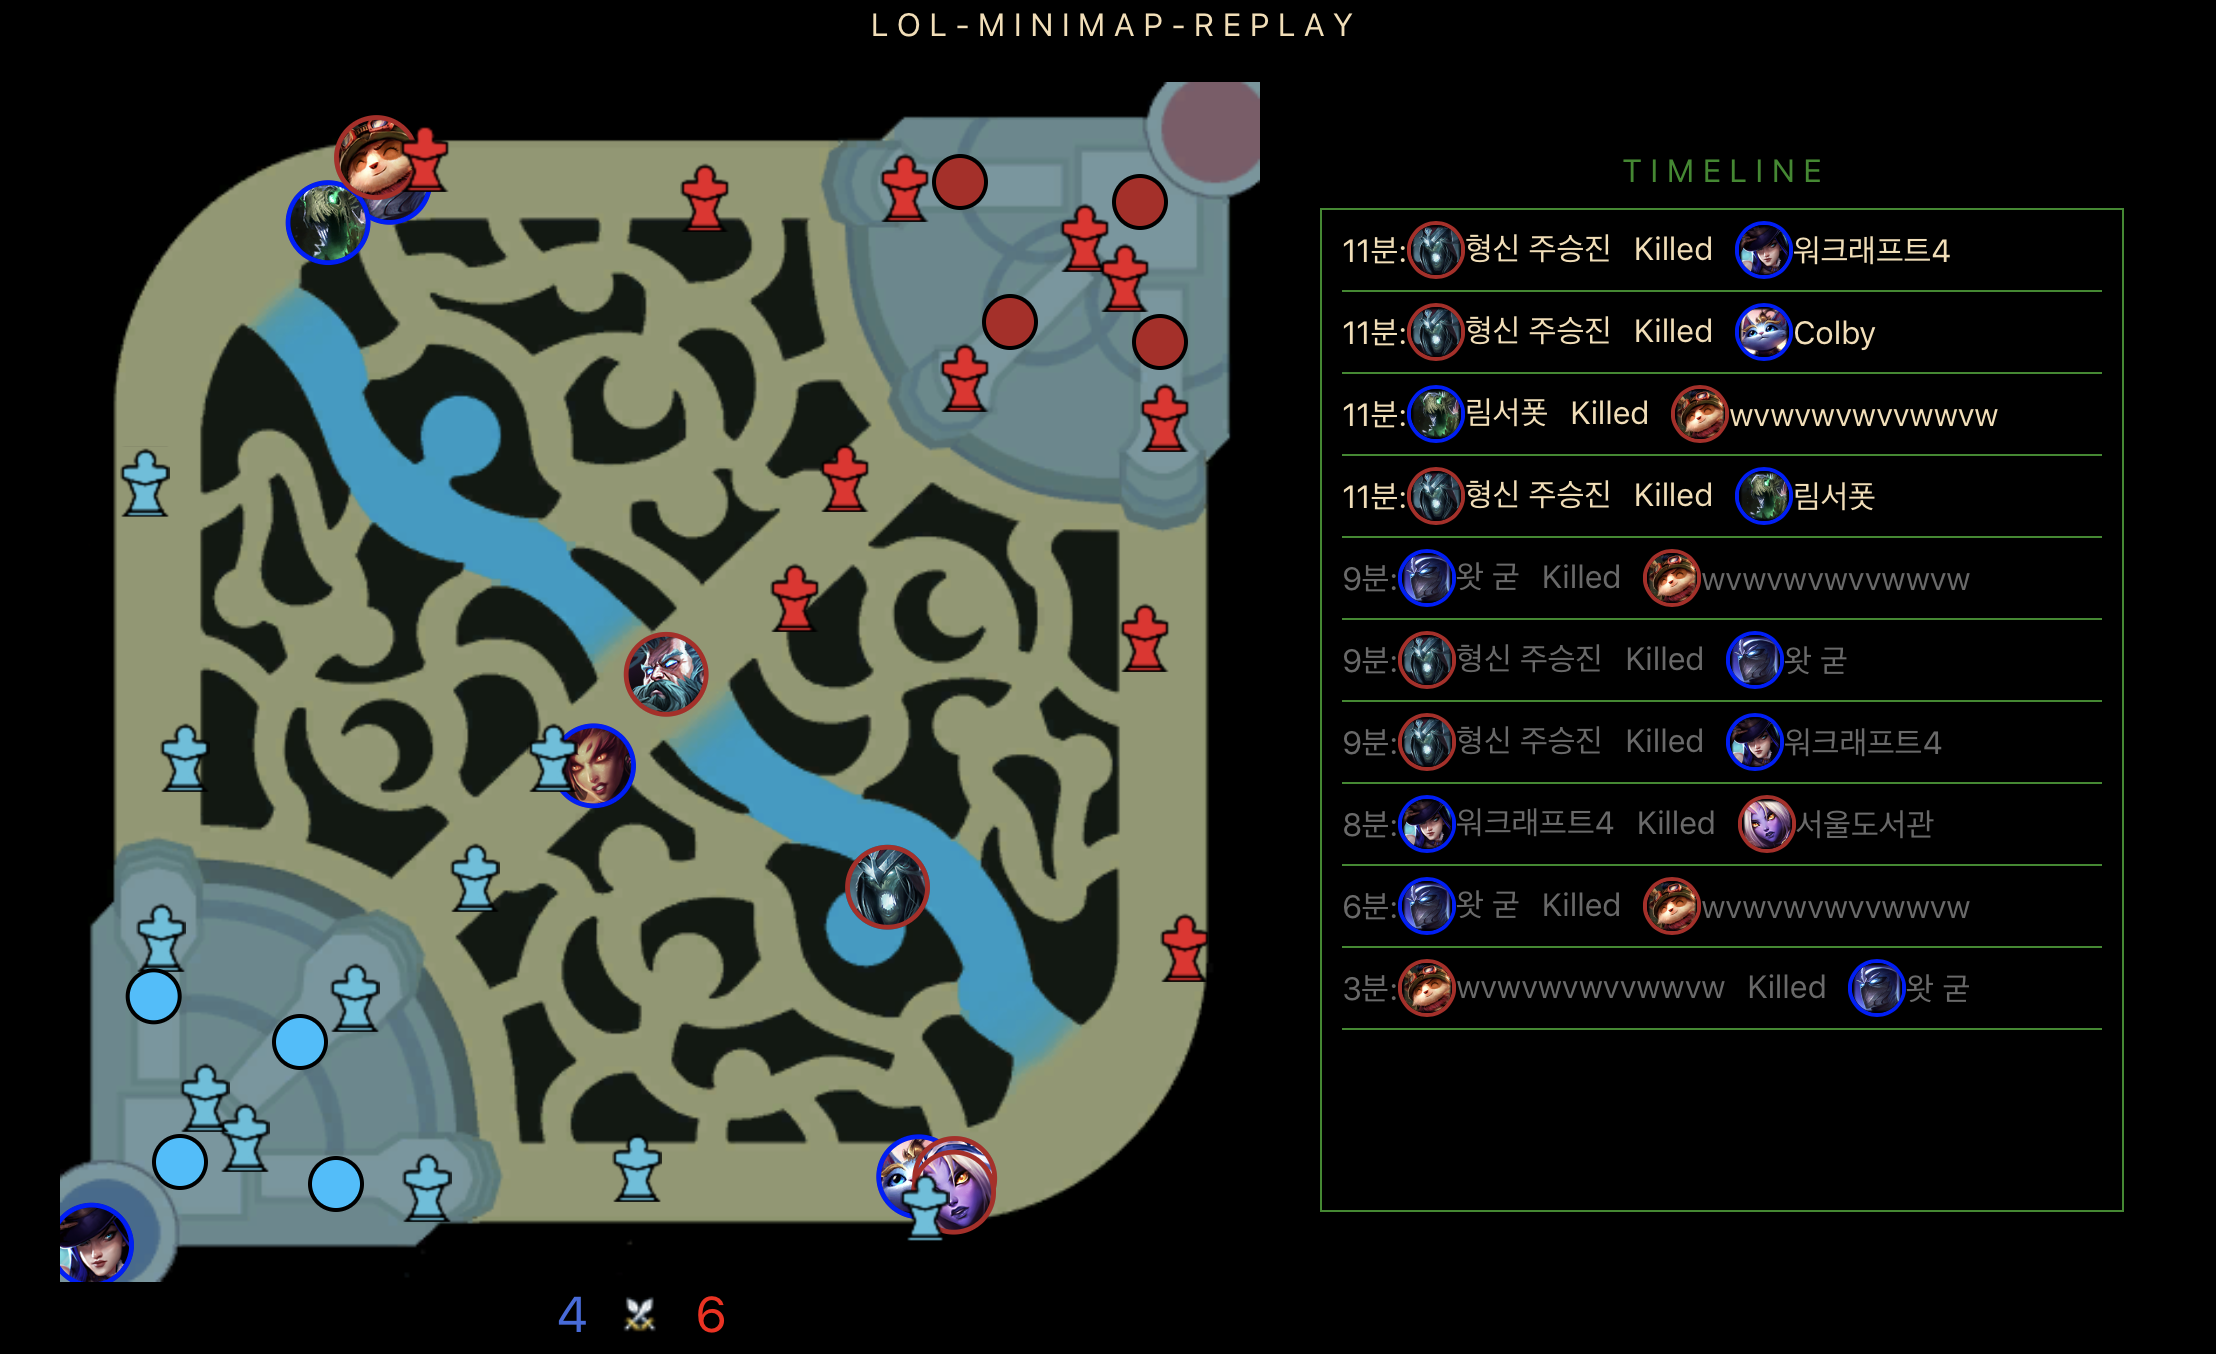 LOL-MINIMAP-REPLAY
TIMELINE
11분: 형신 주승진 Killed 워크래프트4
11분: 형신 주승진 Killed Colby
11분: 림서폿 Killed wvwvwvwvvwwvw
11분: 형신 주승진 Killed 림서폿
9분: 왓 굳 Killed wvwvwvwvvwwvw
9분: 형신 주승진 Killed 왓 굳
9분: 형신 주승진 Killed 워크래프트4
8분: 워크래프트4 Killed 서울도서관
6분: 왓 굳 Killed wvwvwvwvvwwvw
3분: wvwvwvwvvwwvw Killed 왓 굳
4 6